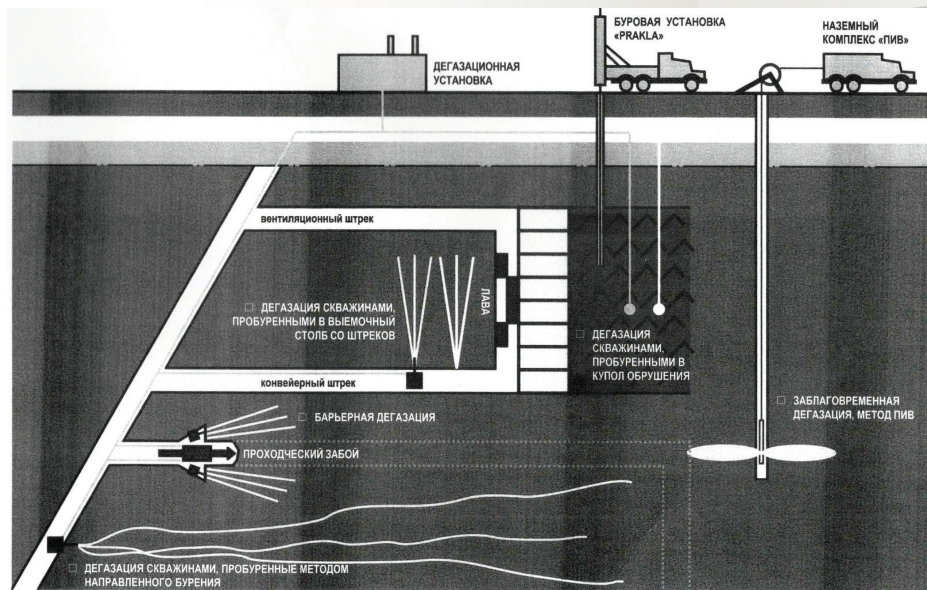 БУРОВАЯ УСТАНОВКА
«PRAKLA»
НАЗЕМНЫЙ
КОМПЛЕКС «ПИВ»
ДЕГАЗАЦИОННАЯ
УСТАНОВКА
вентиляционный штрек
ЛАВА
ДЕГАЗАЦИЯ СКВАЖИНАМИ,
ПРОБУРЕННЫМИ В ВЫЕМОЧНЫЙ
СТОЛБ СО ШТРЕКОВ
ДЕГАЗАЦИЯ
СКВАЖИНАМИ,
ПРОБУРЕННЫМИ В
КУПОЛ ОБРУШЕНИЯ
конвейерный штрек
ЗАБЛАГОВРЕМЕННАЯ
ДЕГАЗАЦИЯ, МЕТОД ПИВ
БАРЬЕРНАЯ ДЕГАЗАЦИЯ
ПРОХОДЧЕСКИЙ ЗАБОЙ
ДЕГАЗАЦИЯ СКВАЖИНАМИ, ПРОБУРЕННЫЕ МЕТОДОМ
НАПРАВЛЕННОГО БУРЕНИЯ